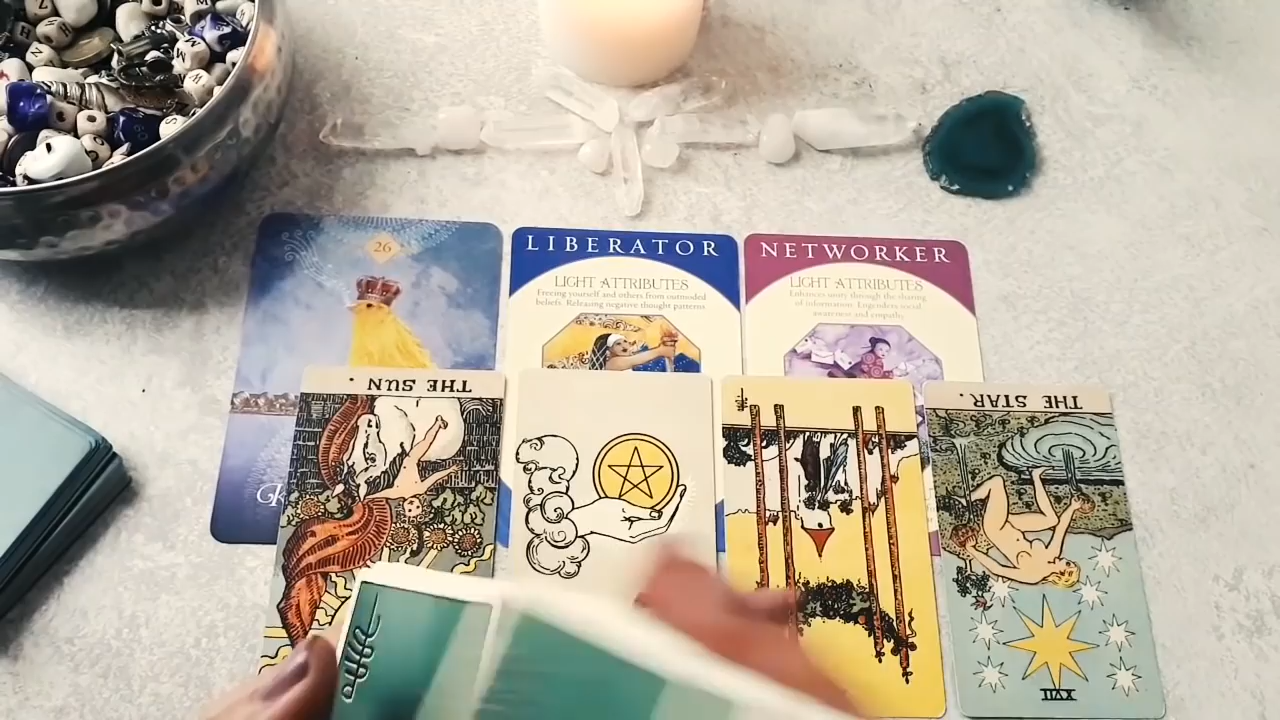 26
LIBERATOR
LIGHT ATTRIBUTES
Freeing yourself and others from outmoded
beliefs. Releasing negative thought patterns
NETWORKER
LIGHT ATTRIBUTES
Enhances unity through the sharing
of information. Engenders social
awareness and empathy.
THE SUN.
THE STAR.
XVII